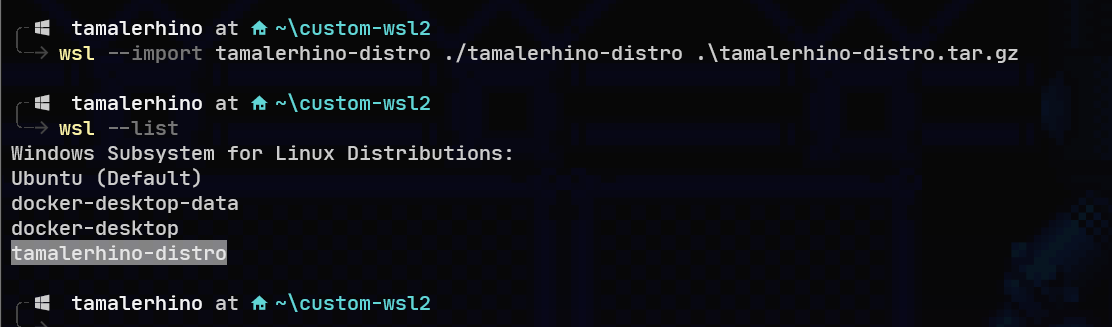 tamalerhino at ~\custom-wsl2
wsl --import tamalerhino-distro ./tamalerhino-distro .\tamalerhino-distro.tar.gz
tamalerhino at ~\custom-wsl2
wsl --list
Windows Subsystem for Linux Distributions:
Ubuntu (Default)
docker-desktop-data
docker-desktop
tamalerhino-distro
tamalerhino at ~\custom-wsl2